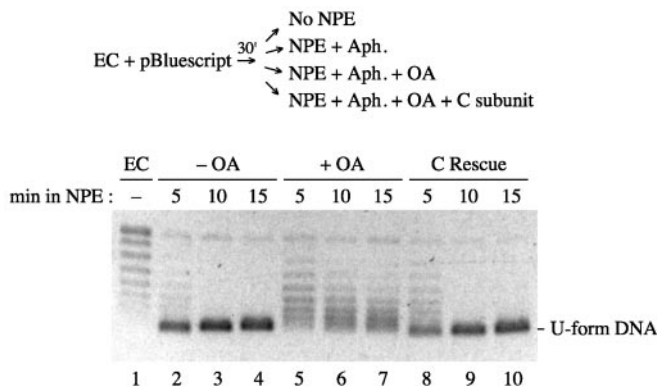 No NPE
NPE + Aph.
EC + pBluescript 30'
NPE + Aph. + OA
NPE + Aph. + OA + C subunit
EC – OA + OA C Rescue
min in NPE : – 5 10 15 5 10 15 5 10 15
- U-form DNA
1 2 3 4 5 6 7 8 9 10